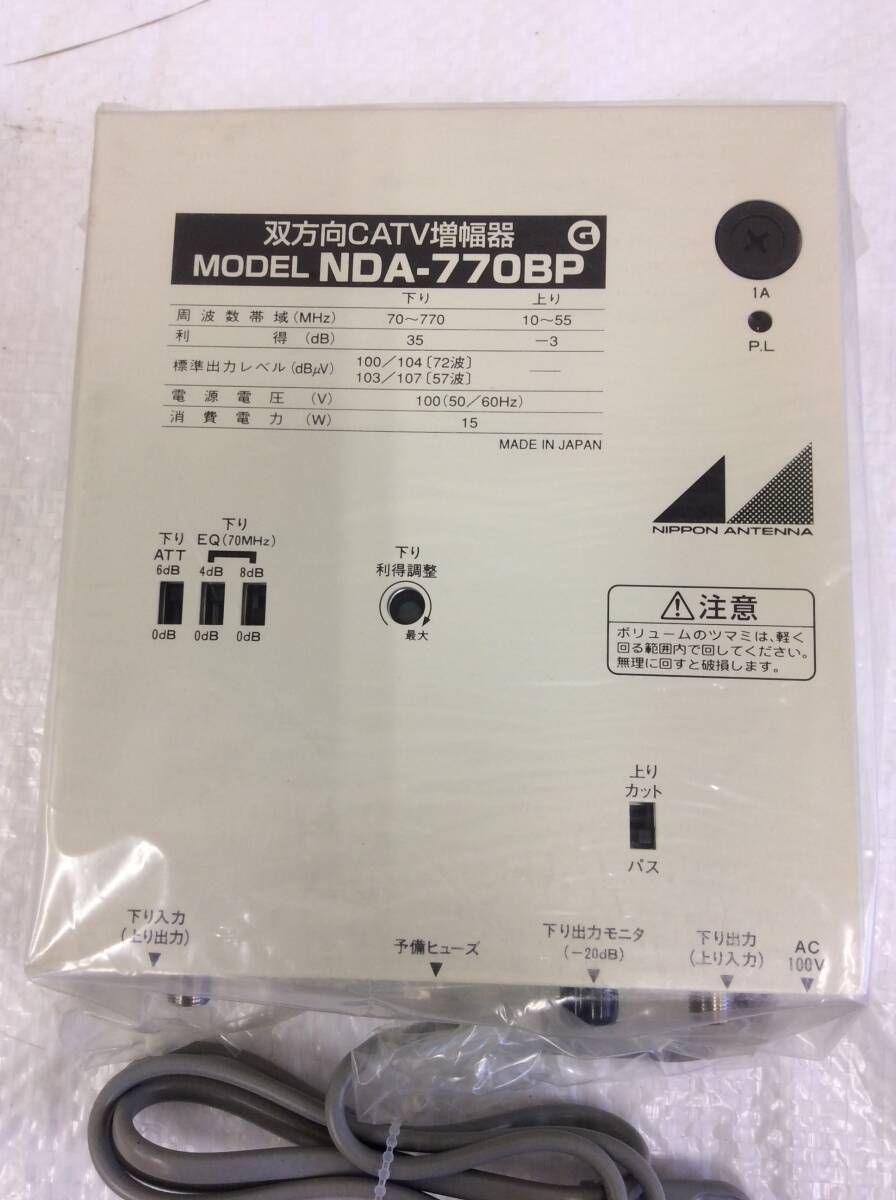 双方向CATV増幅器 G
MODEL NDA-770BP
下り 上り
周波数帯域(MHz) 70〜770 10〜55
利得(dB) 35 −3
標準出力レベル(dBμV) 100／104〔72波〕 ――
103／107〔57波〕
電源電圧(V) 100(50／60Hz)
消費電力(W) 15
MADE IN JAPAN
1A
P.L
NIPPON ANTENNA
下り
ATT
6dB
0dB
下り
EQ(70MHz)
4dB 8dB
0dB 0dB
下り
利得調整
最大
注意
ボリュームのツマミは、軽く
回る範囲内で回してください。
無理に回すと破損します。
上り
カット
パス
下り入力
(上り出力)
予備ヒューズ
下り出力モニタ
(−20dB)
下り出力
(上り入力)
AC
100V